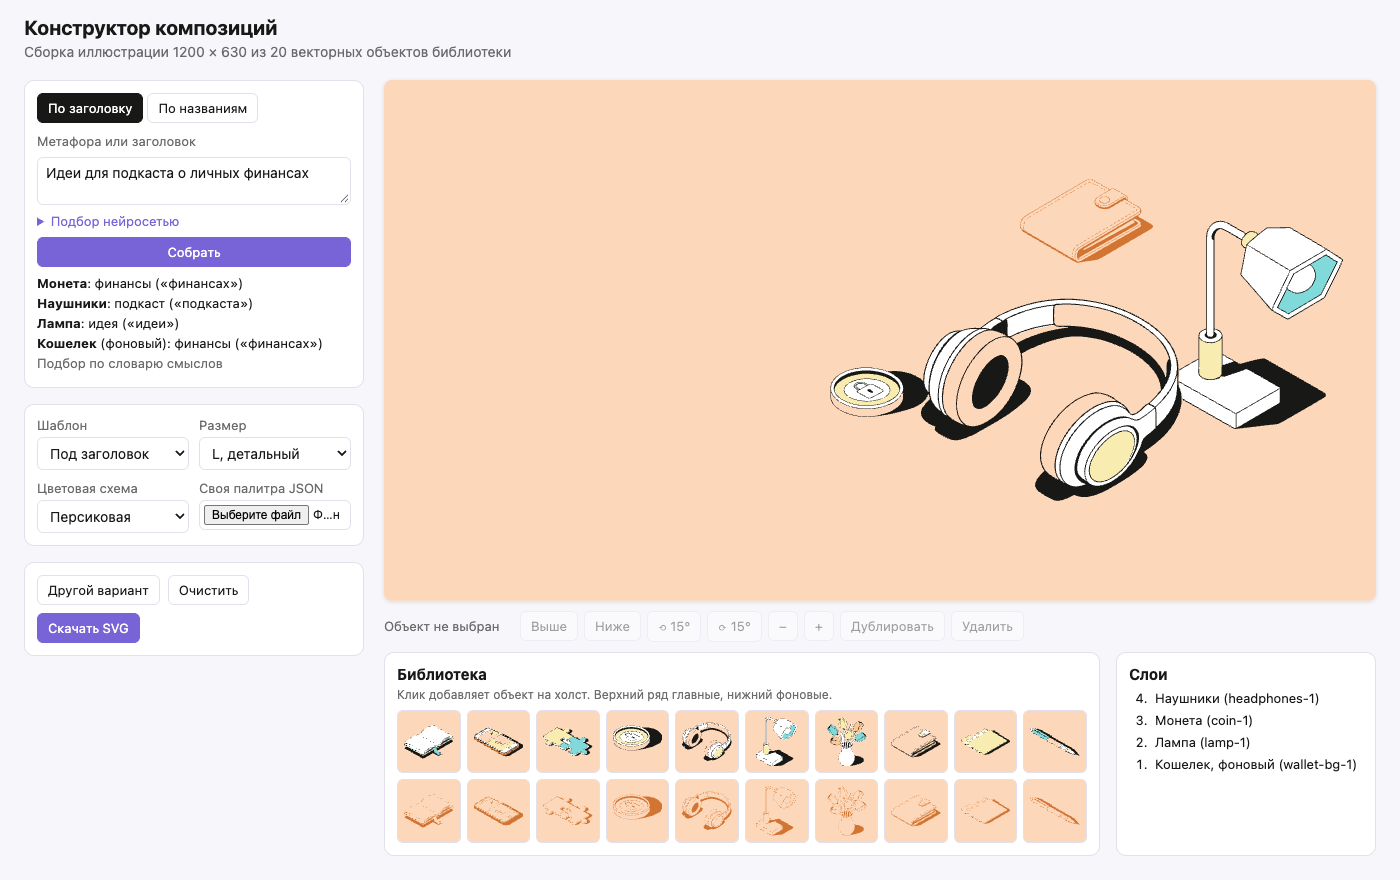 Конструктор композиций
Сборка иллюстрации 1200 × 630 из 20 векторных объектов библиотеки
По заголовку
По названиям
Метафора или заголовок
Идеи для подкаста о личных финансах
Подбор нейросетью
Собрать
Монета: финансы («финансах»)
Наушники: подкаст («подкаста»)
Лампа: идея («идеи»)
Кошелек (фоновый): финансы («финансах»)
Подбор по словарю смыслов
Шаблон
Размер
Под заголовок
L, детальный
Цветовая схема
Своя палитра JSON
Персиковая
Выберите файл
Ф...н
Другой вариант
Очистить
Скачать SVG
Объект не выбран
Выше
Ниже
⟲ 15°
⟳ 15°
−
+
Дублировать
Удалить
Библиотека
Клик добавляет объект на холст. Верхний ряд главные, нижний фоновые.
Слои
4. Наушники (headphones-1)
3. Монета (coin-1)
2. Лампа (lamp-1)
1. Кошелек, фоновый (wallet-bg-1)